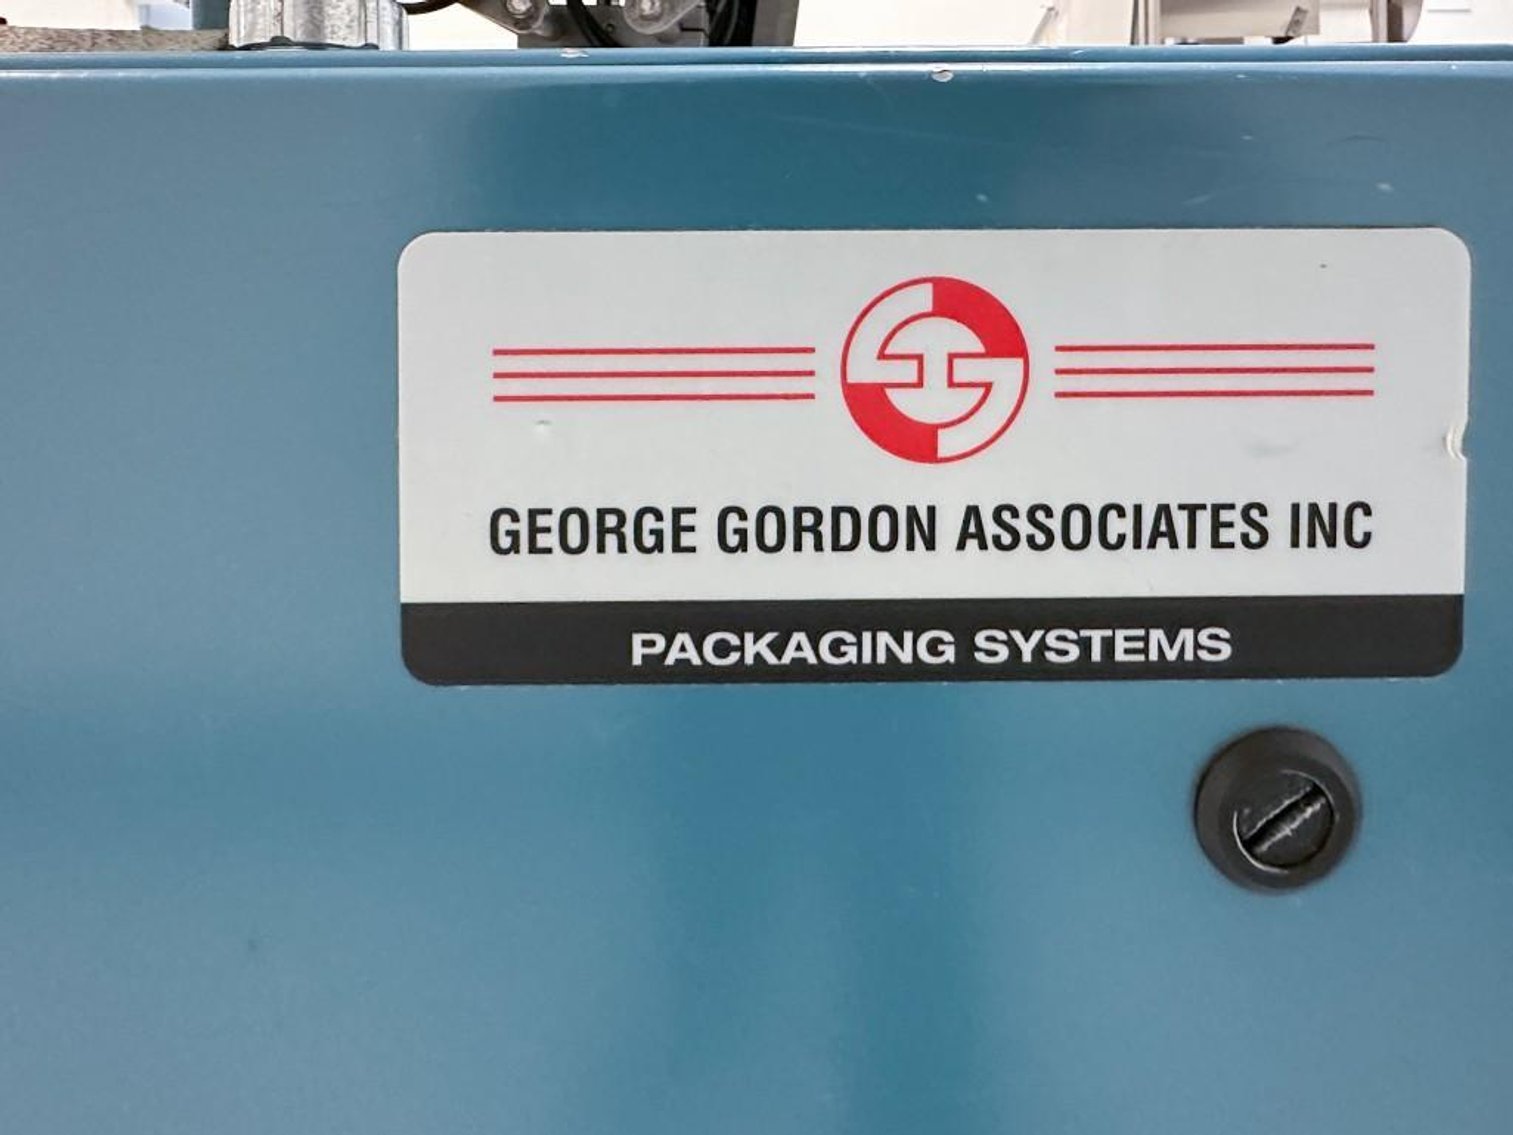 GEORGE GORDON ASSOCIATES INC
PACKAGING SYSTEMS